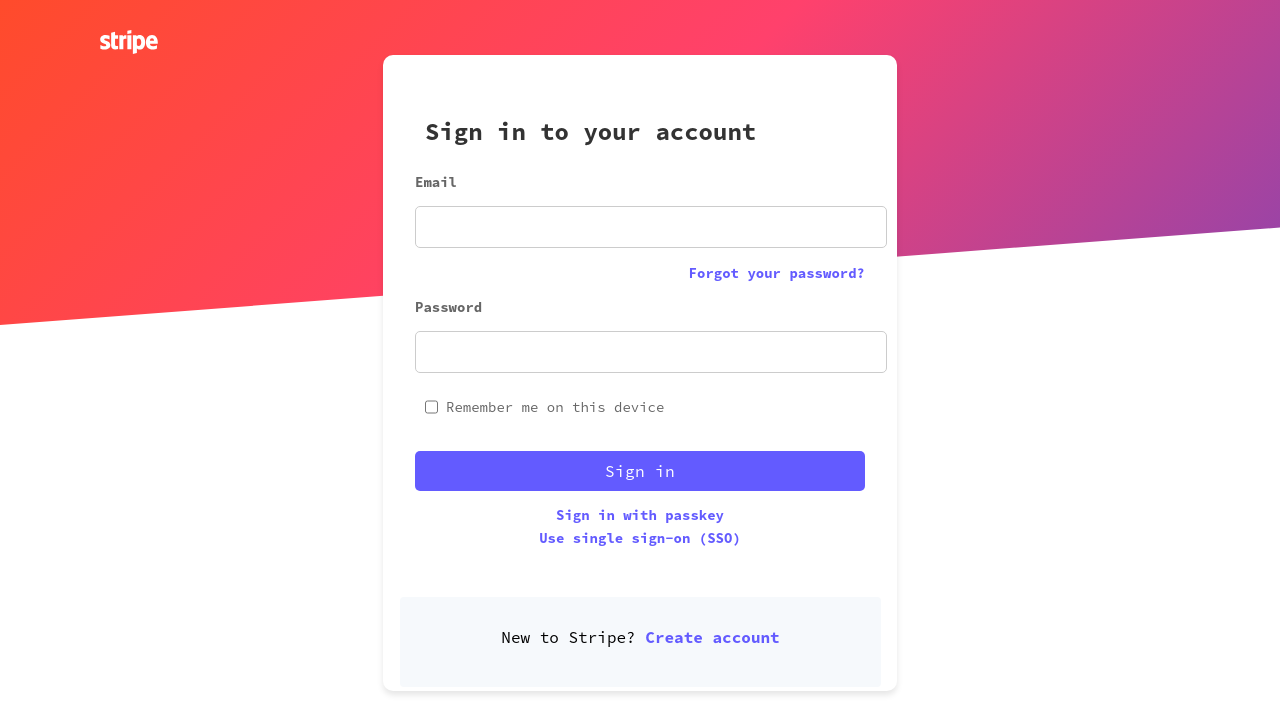 stripe
Sign in to your account
Email
Forgot your password?
Password
Remember me on this device
Sign in
Sign in with passkey
Use single sign-on (SSO)
New to Stripe? Create account